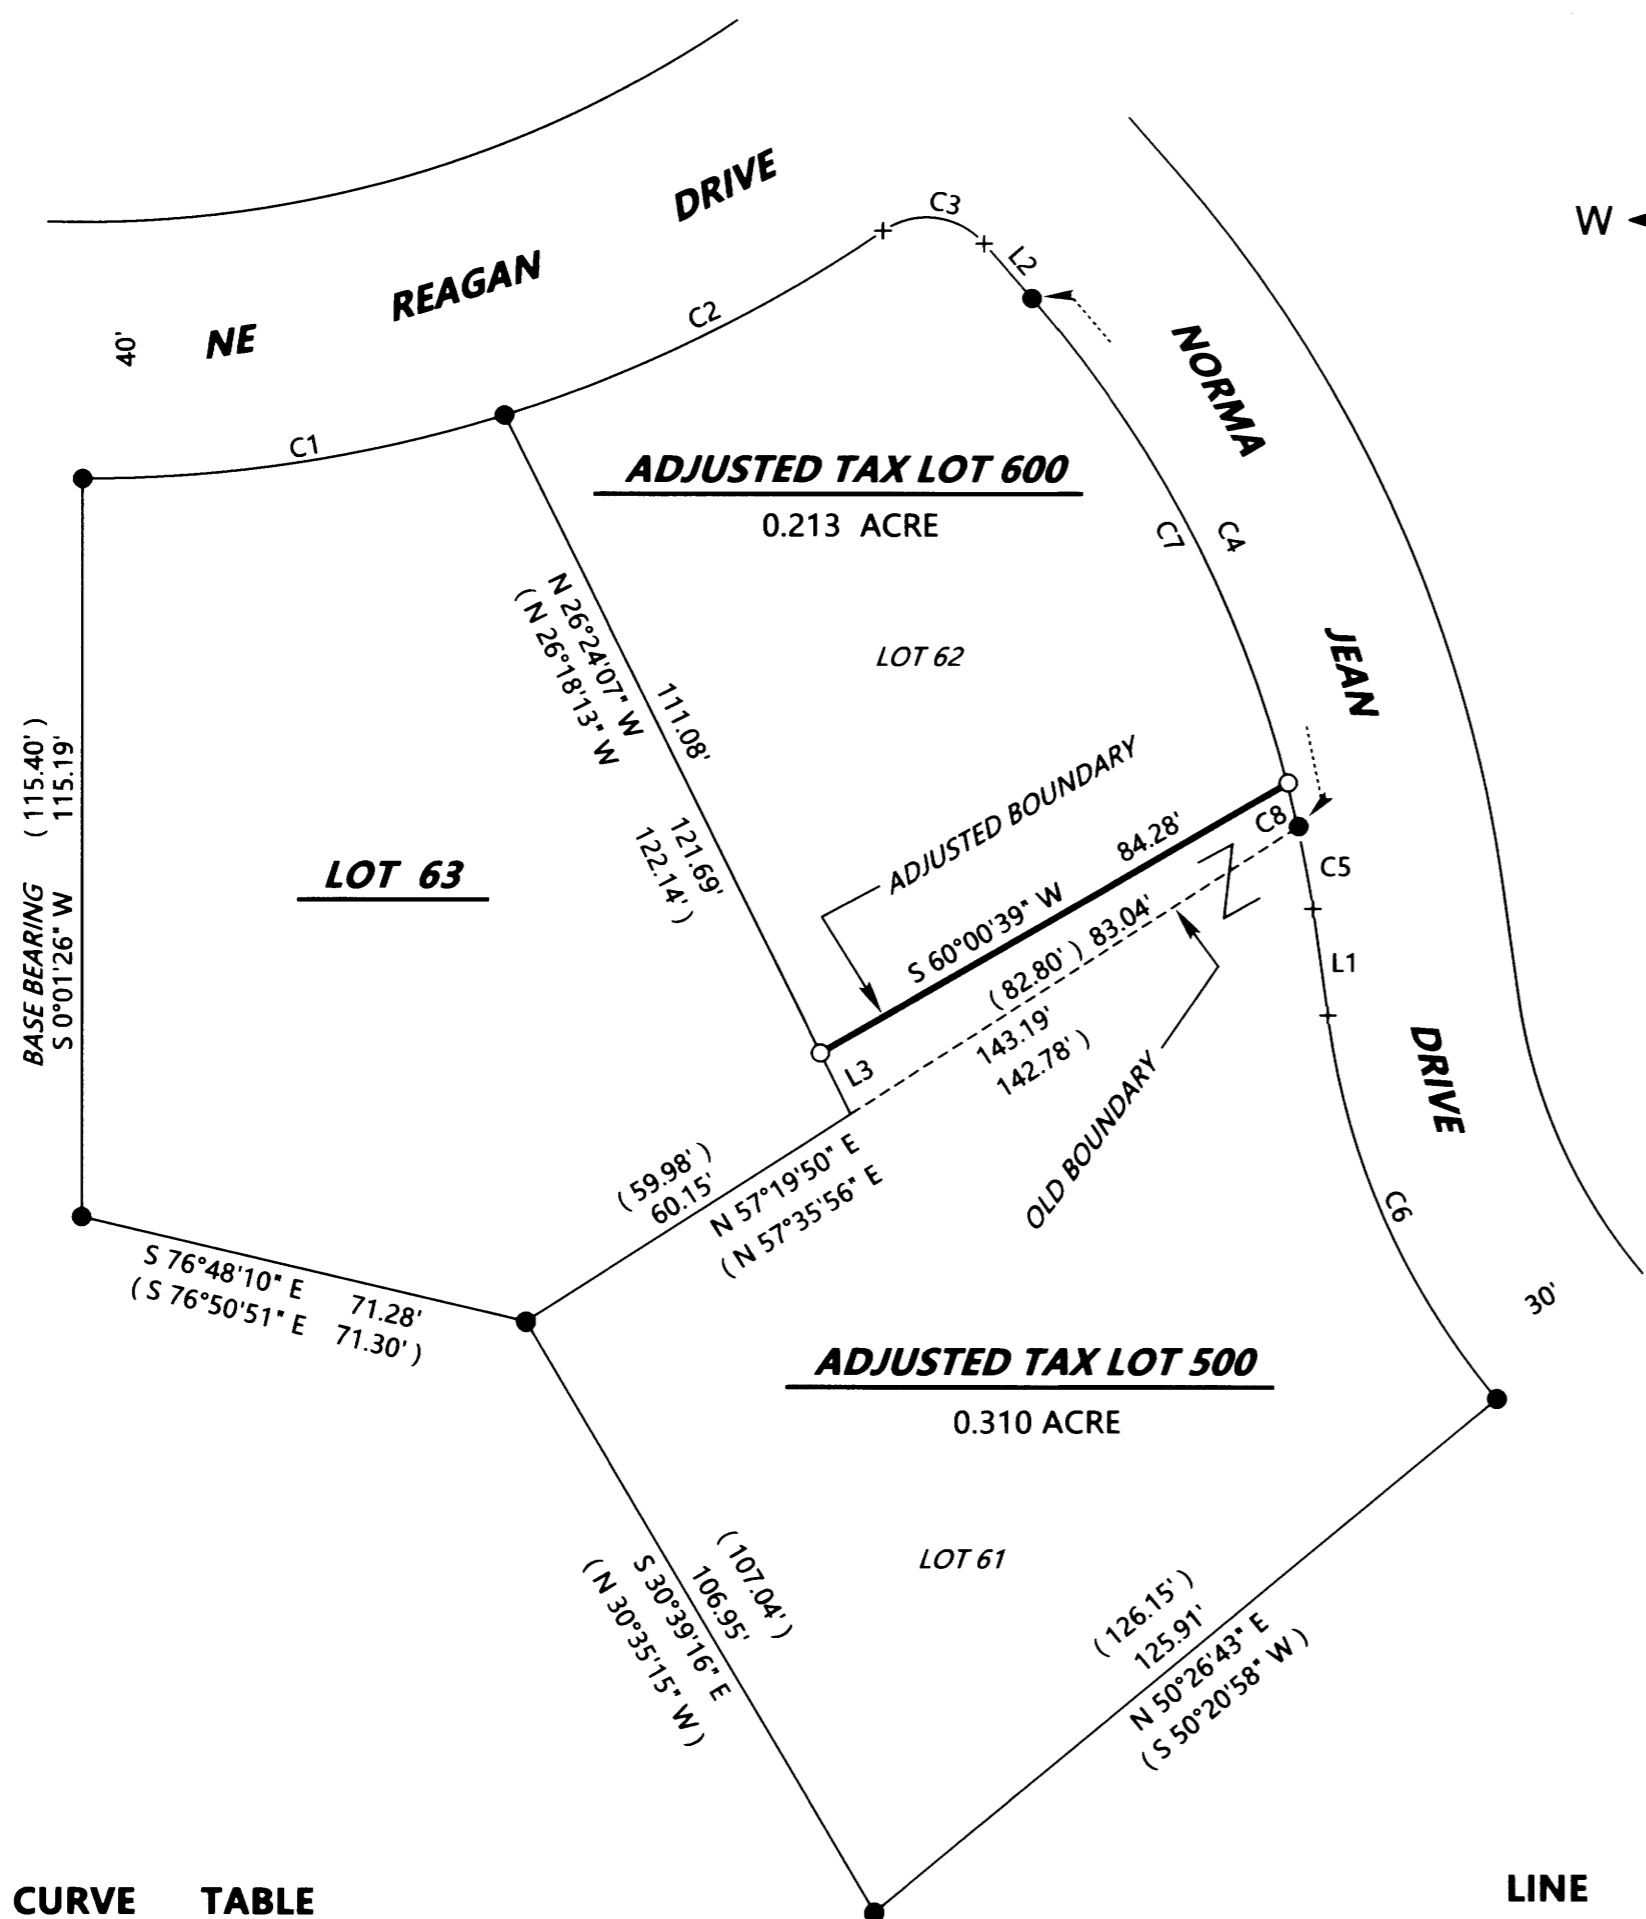 DRIVE
C3
W
L2
REAGAN
C2
NE
40'
NORMA
C1
ADJUSTED TAX LOT 600
0.213 ACRE
C7
C4
N 26°24'07" W
( N 26°18'13" W
111.08'
121.69'
122.14' )
LOT 62
JEAN
( 115.40' )
115.19'
BASE BEARING
S 0°01'26" W
ADJUSTED BOUNDARY
84.28'
C8
C5
LOT 63
S 60°00'39" W
( 82.80' ) 83.04'
L1
143.19'
142.78' )
L3
DRIVE
OLD BOUNDARY
( 59.98' )
60.15'
N 57°19'50" E
( N 57°35'56" E
C6
S 76°48'10" E 71.28'
( S 76°50'51" E 71.30' )
30'
ADJUSTED TAX LOT 500
0.310 ACRE
( 107.04' )
106.95'
S 30°39'16" E
( N 30°35'15" W )
LOT 61
( 126.15' )
125.91'
N 50°26'43" E
( S 50°20'58" W )
CURVE TABLE
LINE